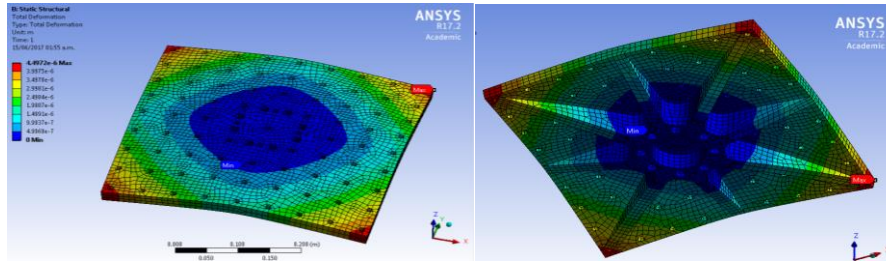 B: Static Structural
Total Deformation
Type: Total Deformation
Unit: m
Time: 1
15/06/2017 01:55 a.m.
4.4972e-6 Max
3.9975e-6
3.4978e-6
2.9981e-6
2.4984e-6
1.9987e-6
1.4991e-6
9.9937e-7
4.9969e-7
0 Min
ANSYS
R17.2
Academic
Max
Min
0.000
0.100
0.200 (m)
0.050
0.150
Z
Y
X
ANSYS
R17.2
Academic
Min
Max
Z